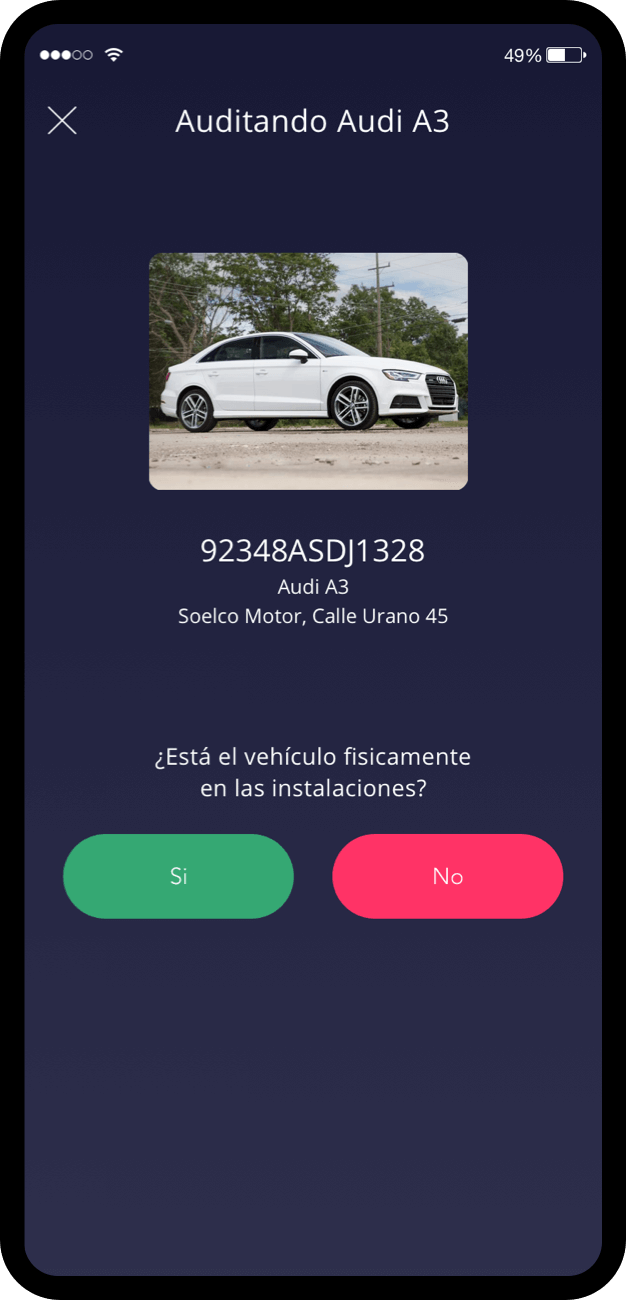 49%
Auditando Audi A3
92348ASDJ1328
Audi A3
Soelco Motor, Calle Urano 45
¿Está el vehículo fisicamente
en las instalaciones?
Si
No